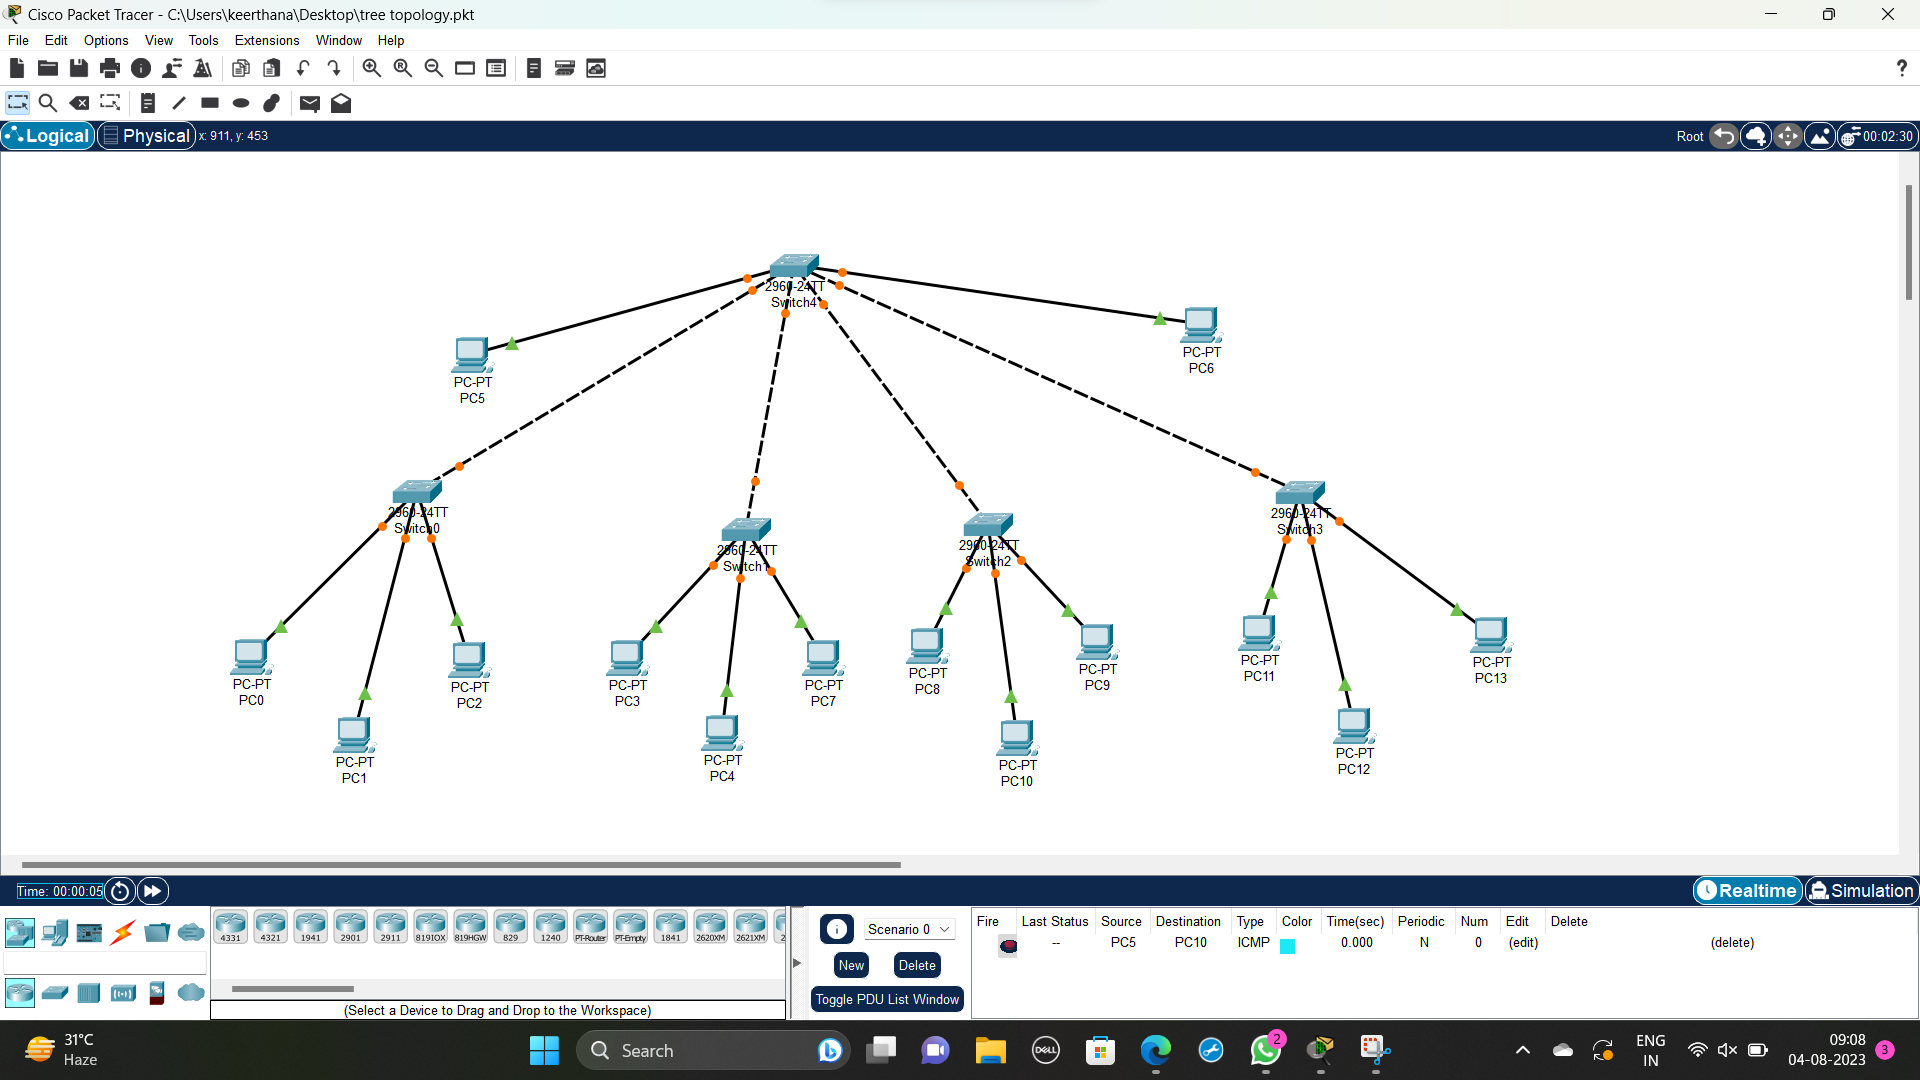 Cisco Packet Tracer - C:\Users\keerthana\Desktop\tree topology.pkt
File Edit Options View Tools Extensions Window Help
?
Logical Physical x: 911, y: 453 Root 00:02:30
2960-24TT
Switch4
PC-PT
PC5
PC-PT
PC6
2960-24TT
Switch0
2960-24TT
Switch1
2960-24TT
Switch2
2960-24TT
Switch3
PC-PT
PC0
PC-PT
PC1
PC-PT
PC2
PC-PT
PC3
PC-PT
PC4
PC-PT
PC7
PC-PT
PC8
PC-PT
PC10
PC-PT
PC9
PC-PT
PC11
PC-PT
PC12
PC-PT
PC13
Time: 00:00:05 Realtime Simulation
4331 4321 1941 2901 2911 819IOX 819HGW 829 1240 PT-Router PT-Empty 1841 2620XM 2621XM 2
(Select a Device to Drag and Drop to the Workspace)
Scenario 0
New Delete
Toggle PDU List Window
Fire Last Status Source Destination Type Color Time(sec) Periodic Num Edit Delete
-- PC5 PC10 ICMP 0.000 N 0 (edit) (delete)
31°C
Haze
Search
DELL
2
ENG
IN
09:08
04-08-2023
3